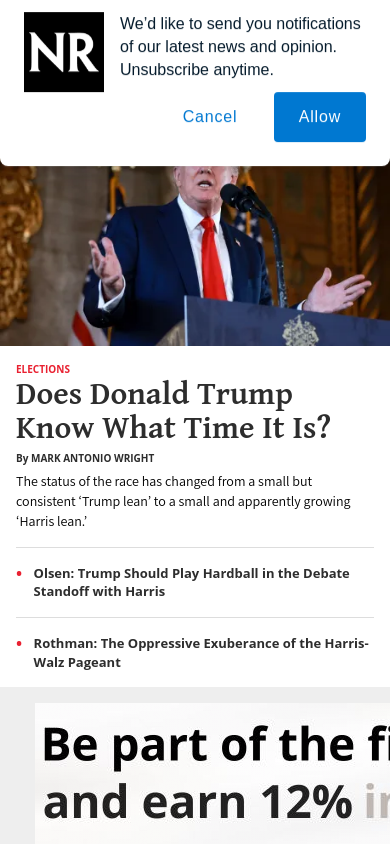 NR
We'd like to send you notifications
of our latest news and opinion.
Unsubscribe anytime.
Cancel
Allow
ELECTIONS
Does Donald Trump
Know What Time It Is?
By MARK ANTONIO WRIGHT
The status of the race has changed from a small but
consistent ‘Trump lean’ to a small and apparently growing
‘Harris lean.’
• Olsen: Trump Should Play Hardball in the Debate
Standoff with Harris
• Rothman: The Oppressive Exuberance of the Harris-
Walz Pageant
Be part of the
and earn 12% in